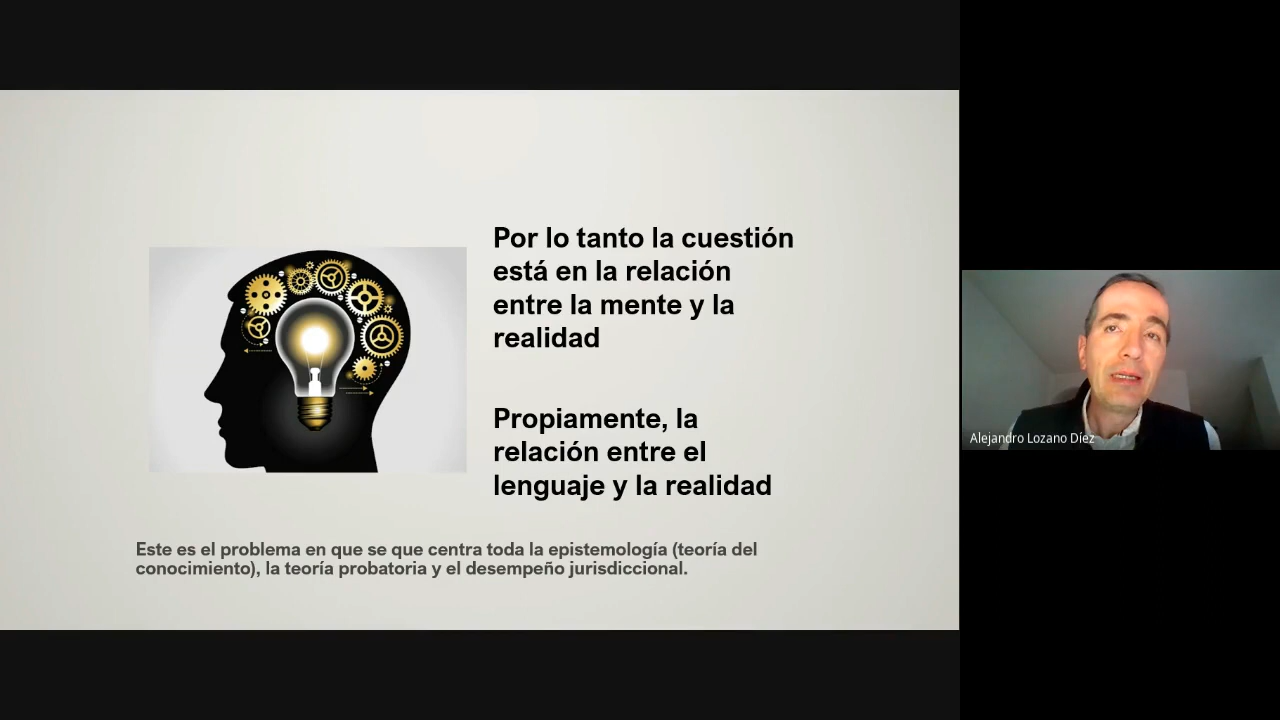 Por lo tanto la cuestión
está en la relación
entre la mente y la
realidad
Propiamente, la
relación entre el
lenguaje y la realidad
Este es el problema en que se que centra toda la epistemología (teoría del
conocimiento), la teoría probatoria y el desempeño jurisdiccional.
Alejandro Lozano Díez